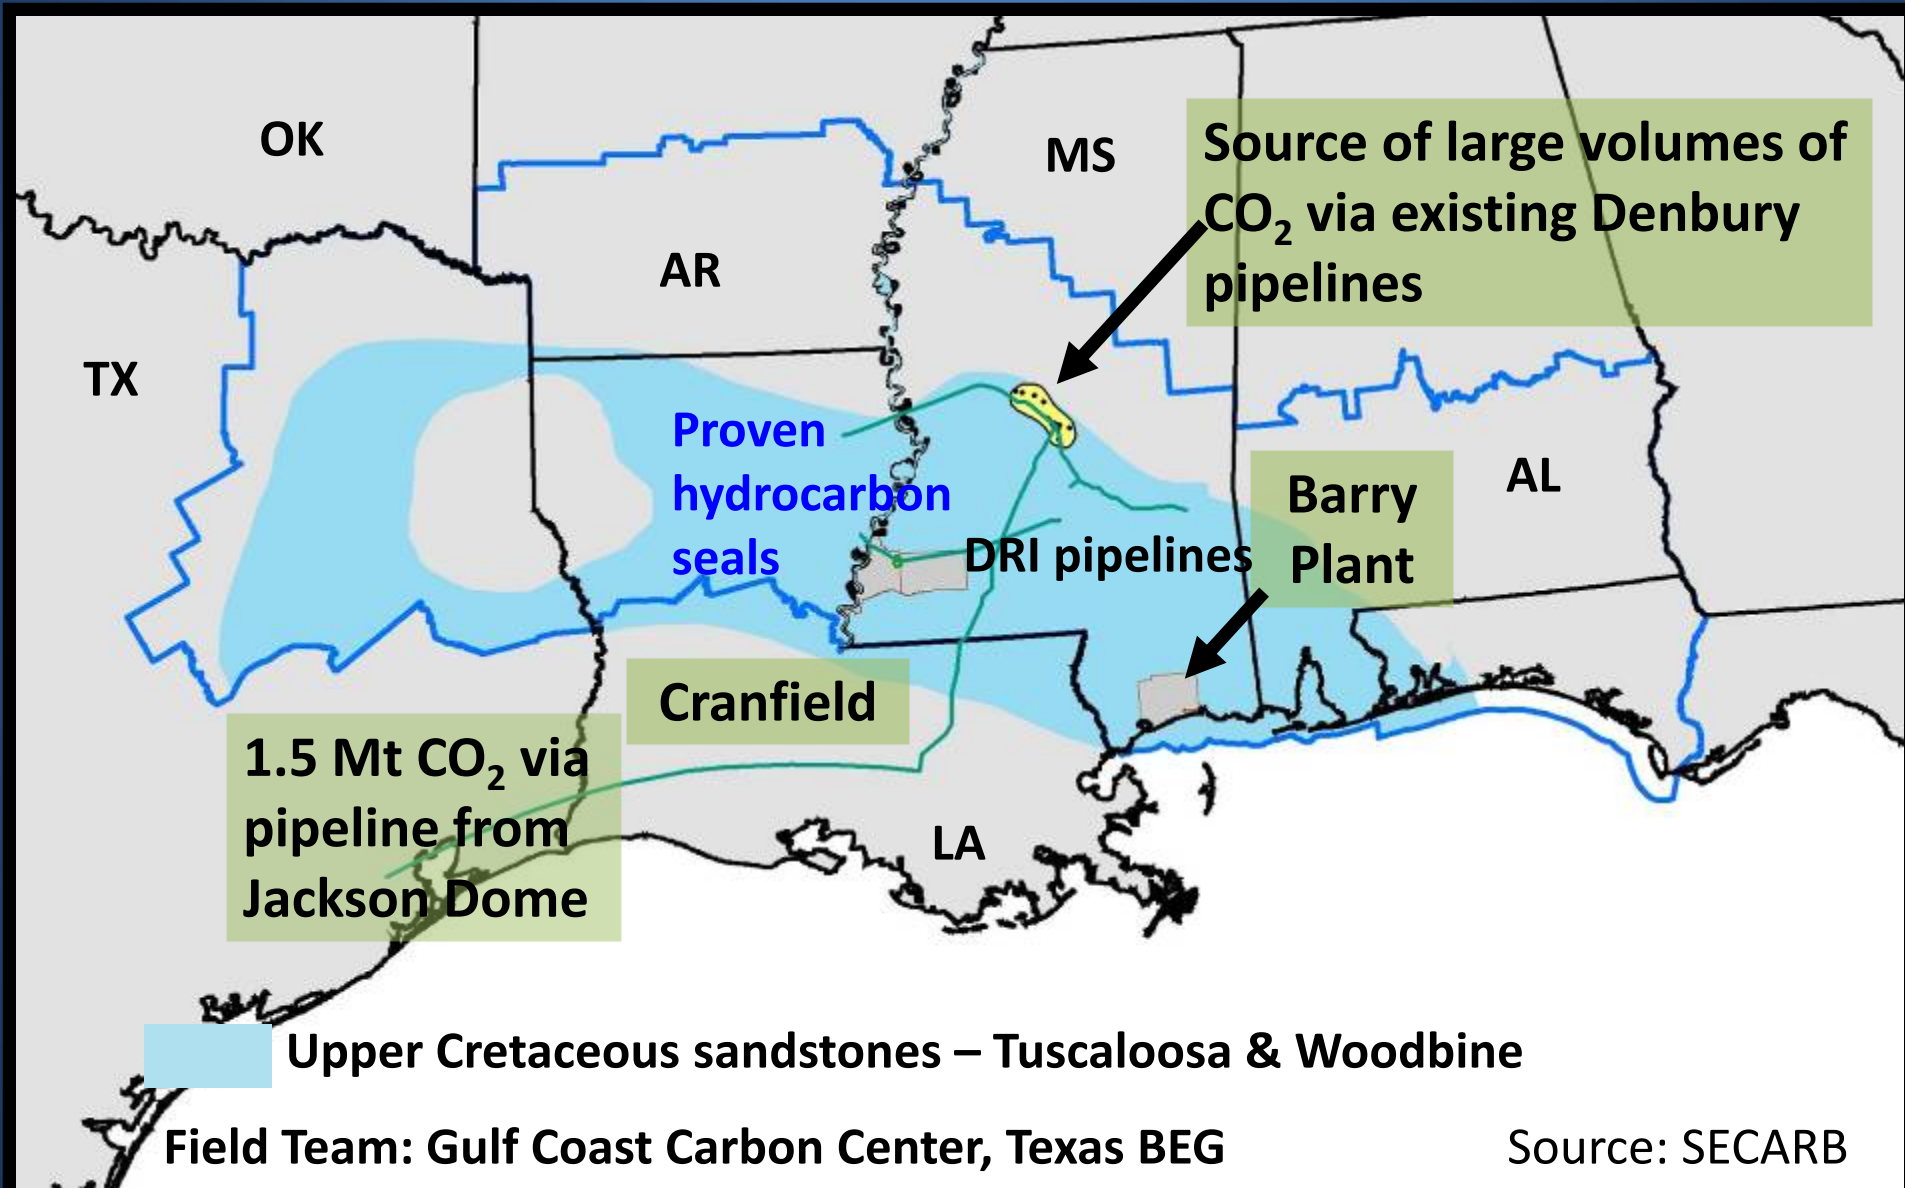 OK
MS
Source of large volumes of
CO₂ via existing Denbury
pipelines
AR
TX
Proven
hydrocarbon
seals
AL
Barry
Plant
DRI pipelines
Cranfield
1.5 Mt CO₂ via
pipeline from
Jackson Dome
LA
Upper Cretaceous sandstones – Tuscaloosa & Woodbine
Field Team: Gulf Coast Carbon Center, Texas BEG
Source: SECARB